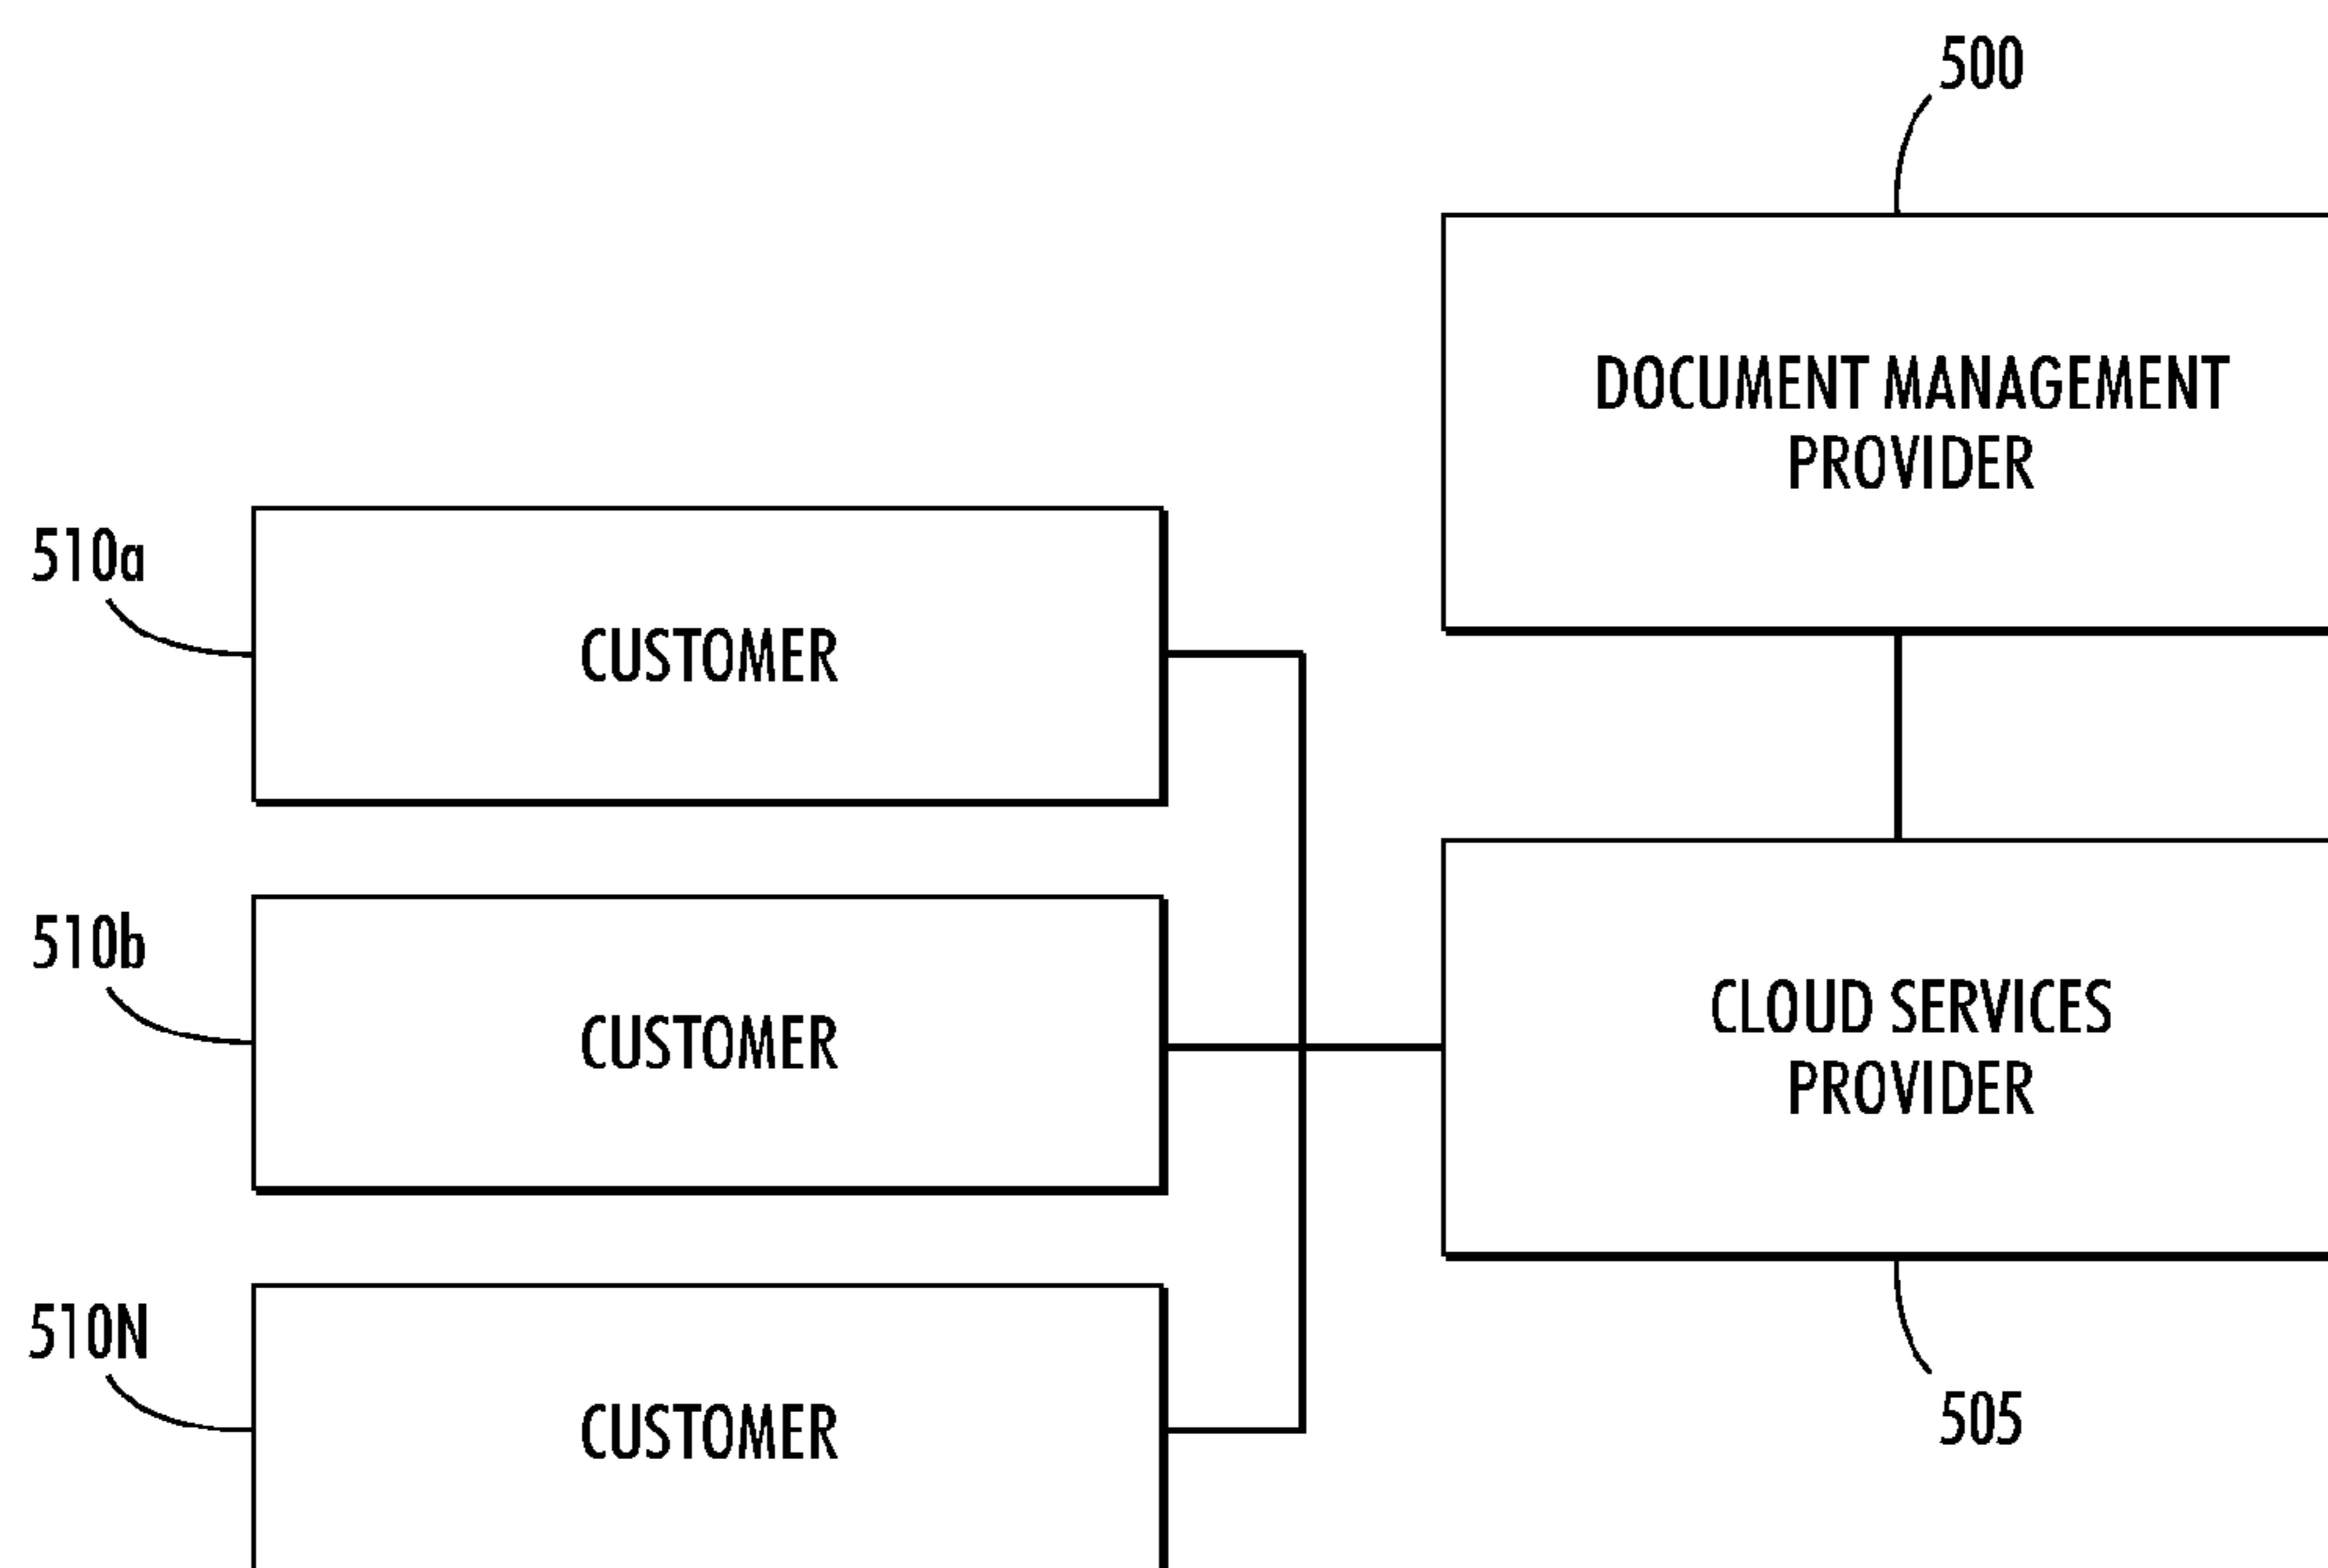 500
DOCUMENT MANAGEMENT
PROVIDER
510a
CUSTOMER
510b
CUSTOMER
CLOUD SERVICES
PROVIDER
510N
CUSTOMER
505